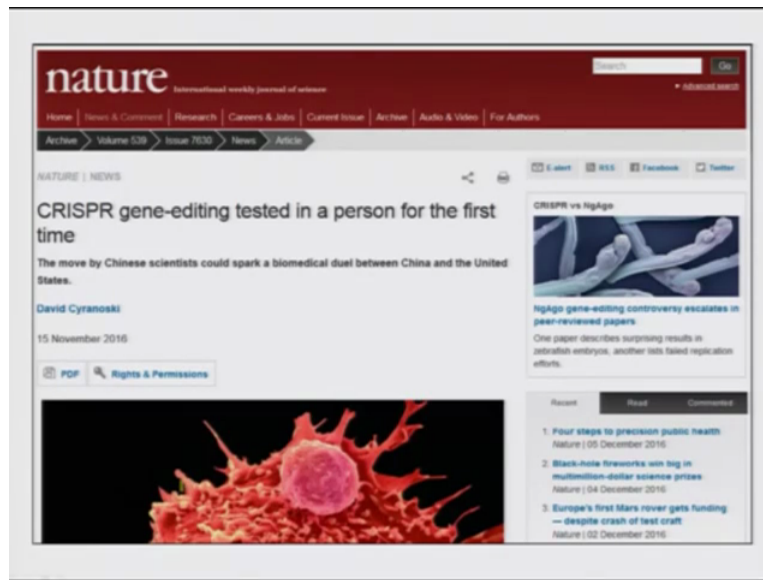 nature International weekly journal of science
Search Go
Advanced search
Home News & Comment Research Careers & Jobs Current Issue Archive Audio & Video For Authors
Archive Volume 539 Issue 7630 News Article
NATURE | NEWS
CRISPR gene-editing tested in a person for the first
time
The move by Chinese scientists could spark a biomedical duel between China and the United
States.
David Cyranoski
15 November 2016
PDF Rights & Permissions
E-alert RSS Facebook Twitter
CRISPR vs NgAgo
NgAgo gene-editing controversy escalates in
peer-reviewed papers
One paper describes surprising results in
zebrafish embryos, another lists failed replication
efforts.
Recent Read Commented
1. Four steps to precision public health
Nature | 05 December 2016
2. Black-hole fireworks win big in
multimillion-dollar science prizes
Nature | 04 December 2016
3. Europe's first Mars rover gets funding
— despite crash of test craft
Nature | 02 December 2016